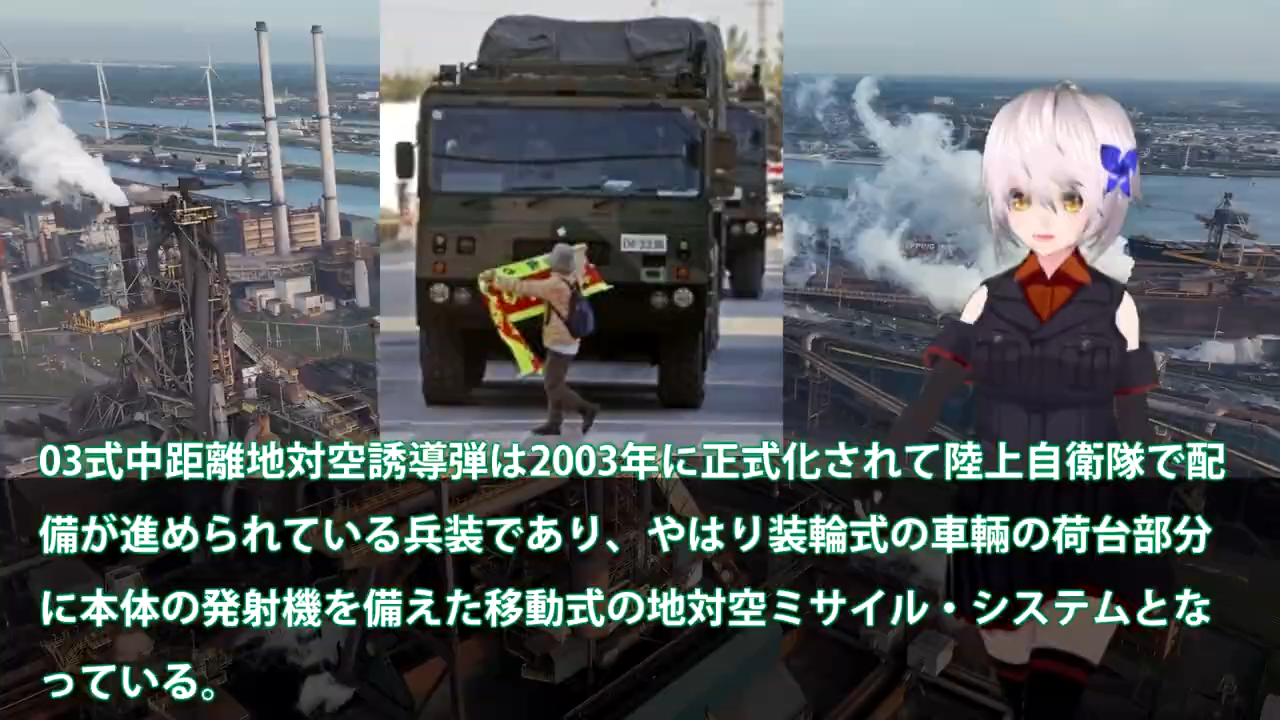 03式中距離地対空誘導弾は2003年に正式化されて陸上自衛隊で配
備が進められている兵装であり、やはり装輪式の車輌の荷台部分
に本体の発射機を備えた移動式の地対空ミサイル・システムとな
っている。